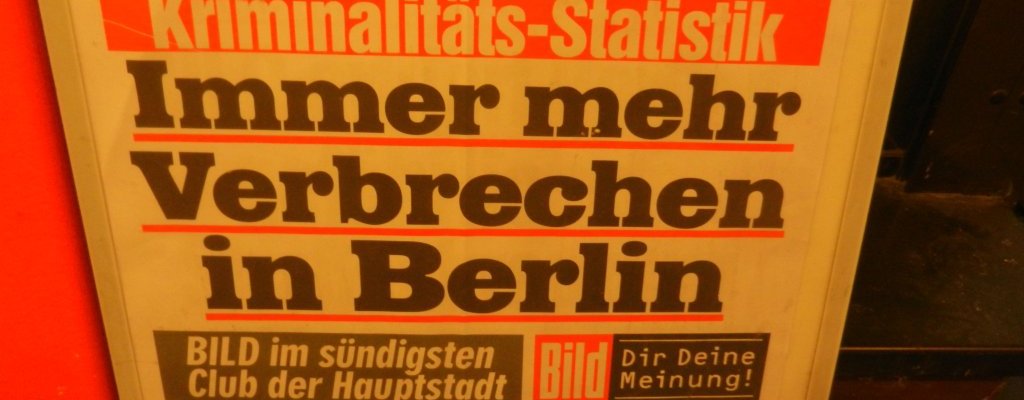 Kriminalitäts-Statistik
Immer mehr
Verbrechen
in Berlin
BILD im sündigsten
Club der Hauptstadt
Bild
Dir Deine
Meinung!